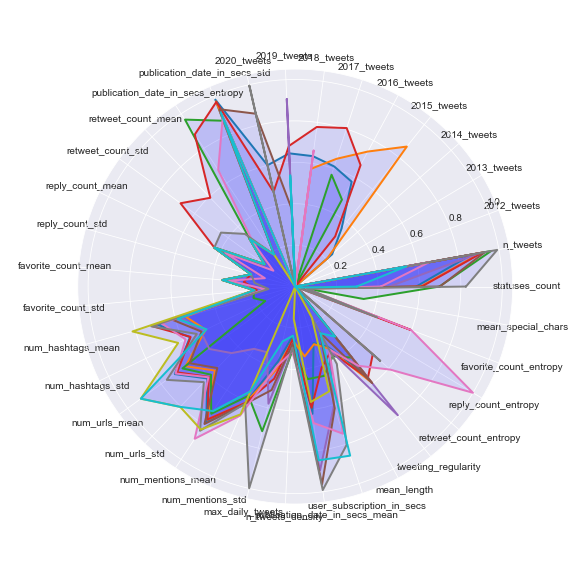 2019_tweets
2018_tweets
2020_tweets
2017_tweets
publication_date_in_secs_std
2016_tweets
publication_date_in_secs_entropy
2015_tweets
retweet_count_mean
2014_tweets
retweet_count_std
2013_tweets
reply_count_mean
1.0
2012_tweets
0.8
reply_count_std
0.6
n_tweets
0.4
favorite_count_mean
0.2
statuses_count
favorite_count_std
mean_special_chars
num_hashtags_mean
favorite_count_entropy
num_hashtags_std
reply_count_entropy
num_urls_mean
retweet_count_entropy
num_urls_std
tweeting_regularity
num_mentions_mean
mean_length
num_mentions_std
user_subscription_in_secs
max_daily_tweets
publication_date_in_secs_mean
n_tweets_density